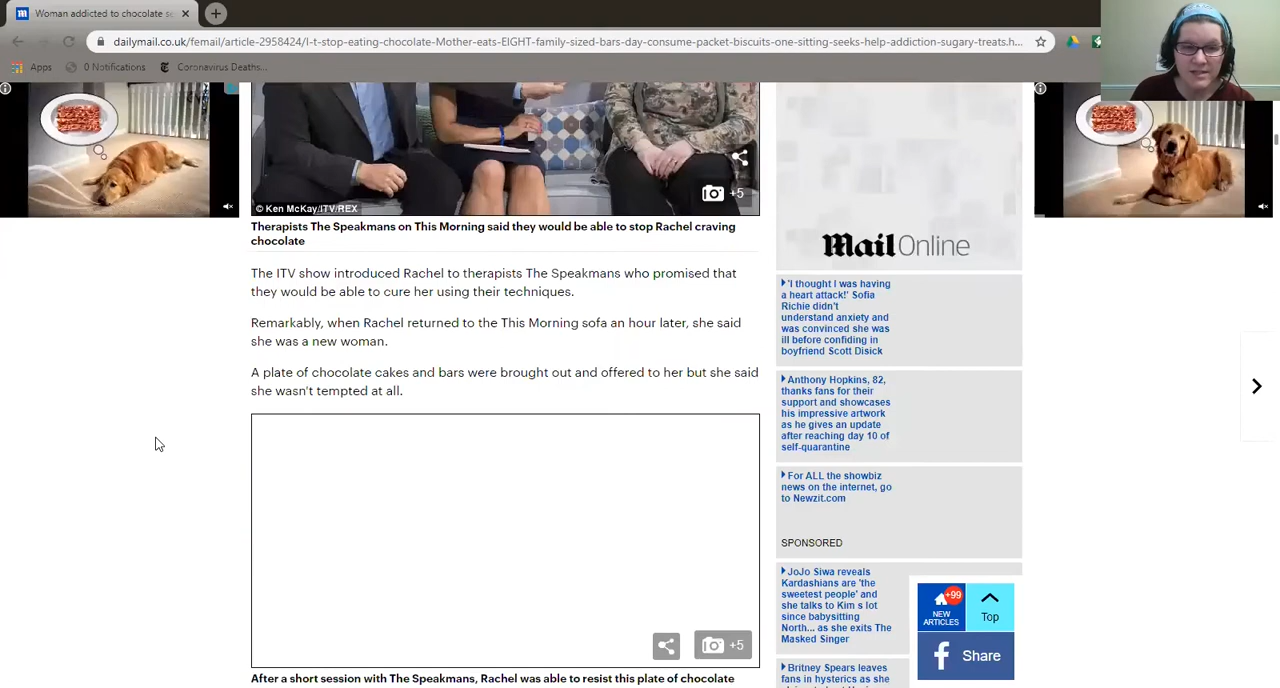 Woman addicted to chocolate se
dailymail.co.uk/femail/article-2958424/I-t-stop-eating-chocolate-Mother-eats-EIGHT-family-sized-bars-day-consume-packet-biscuits-one-sitting-seeks-help-addiction-sugary-treats.h...
Apps
0 Notifications
Coronavirus Deaths...
+5
© Ken McKay/ITV/REX
Therapists The Speakmans on This Morning said they would be able to stop Rachel craving
chocolate
The ITV show introduced Rachel to therapists The Speakmans who promised that
they would be able to cure her using their techniques.
Remarkably, when Rachel returned to the This Morning sofa an hour later, she said
she was a new woman.
A plate of chocolate cakes and bars were brought out and offered to her but she said
she wasn't tempted at all.
+5
After a short session with The Speakmans, Rachel was able to resist this plate of chocolate
Mail Online
'I thought I was having
a heart attack!' Sofia
Richie didn't
understand anxiety and
was convinced she was
ill before confiding in
boyfriend Scott Disick
Anthony Hopkins, 82,
thanks fans for their
support and showcases
his impressive artwork
as he gives an update
after reaching day 10 of
self-quarantine
For ALL the showbiz
news on the internet, go
to Newzit.com
SPONSORED
JoJo Siwa reveals
Kardashians are 'the
sweetest people' and
she talks to Kim s lot
since babysitting
North... as she exits The
Masked Singer
Britney Spears leaves
fans in hysterics as she
+99
NEW
ARTICLES
Top
Share